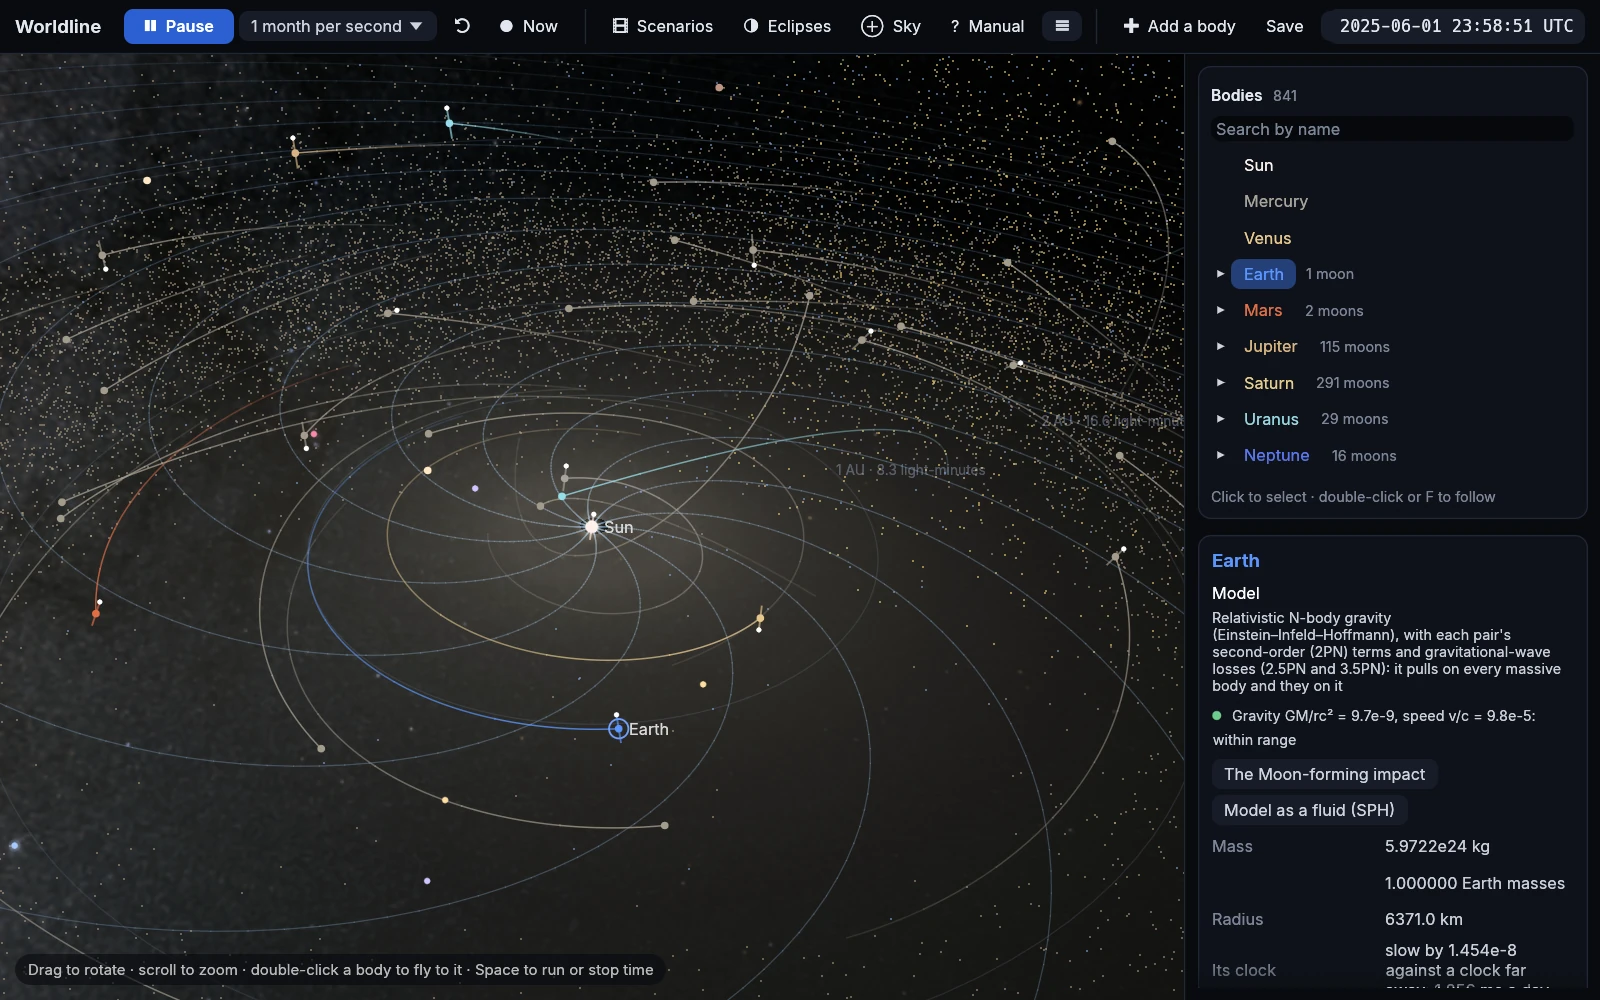 Worldline
Pause
1 month per second
Now
Scenarios
Eclipses
Sky
? Manual
Add a body
Save
2025-06-01 23:58:51 UTC
Bodies 841
Search by name
Sun
Mercury
Venus
Earth 1 moon
Mars 2 moons
Jupiter 115 moons
Saturn 291 moons
Uranus 29 moons
Neptune 16 moons
Click to select · double-click or F to follow
2 AU · 16.6 light-minut
1 AU · 8.3 light-minutes
Sun
Earth
Earth
Model
Relativistic N-body gravity
(Einstein–Infeld–Hoffmann), with each pair's
second-order (2PN) terms and gravitational-wave
losses (2.5PN and 3.5PN): it pulls on every massive
body and they on it
Gravity GM/rc² = 9.7e-9, speed v/c = 9.8e-5:
within range
The Moon-forming impact
Model as a fluid (SPH)
Mass 5.9722e24 kg
1.000000 Earth masses
Radius 6371.0 km
Its clock slow by 1.454e-8
against a clock far
Drag to rotate · scroll to zoom · double-click a body to fly to it · Space to run or stop time